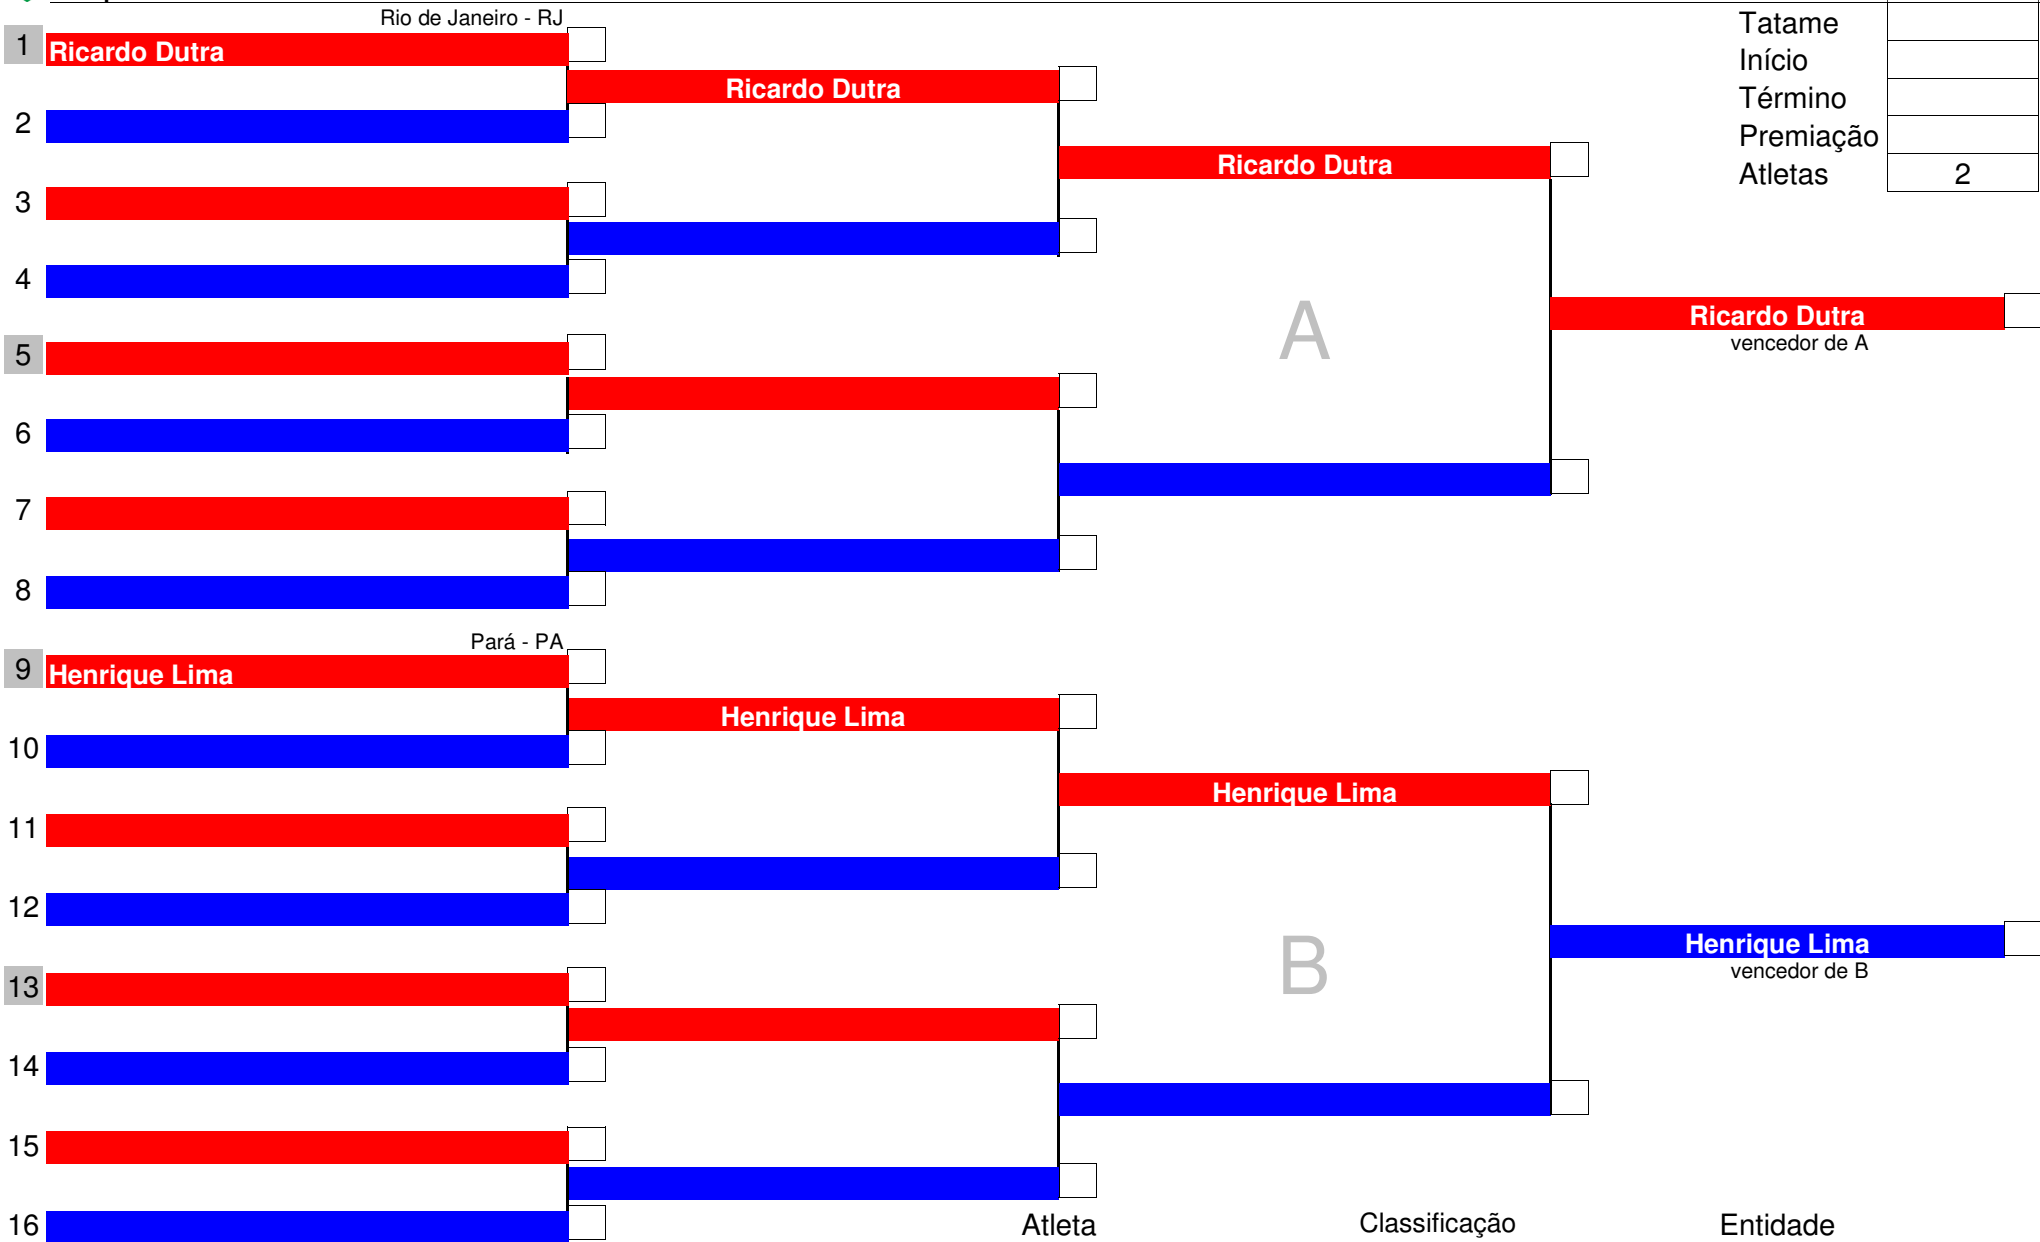 Rio de Janeiro - RJ
Tatame
1 Ricardo Dutra
Início
Ricardo Dutra
Término
2
Premiação
Ricardo Dutra
Atletas 2
3
4
A
Ricardo Dutra
vencedor de A
5
6
7
8
Pará - PA
9 Henrique Lima
Henrique Lima
10
Henrique Lima
11
12
B
Henrique Lima
vencedor de B
13
14
15
16
Atleta Classificação Entidade